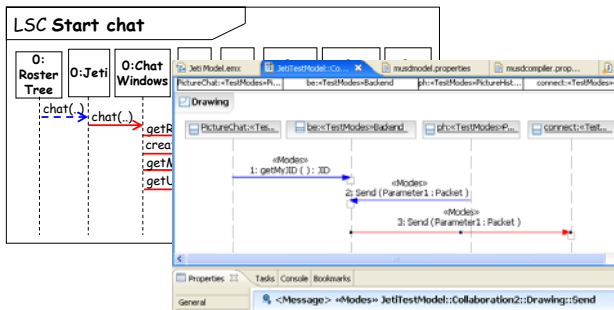 LSC Start chat
0:
Roster
Tree
0:Jeti
0:Chat
Windows
chat( )
chat(..)
getR
crea
getM
getU
Jeti Model.emx
JetiTestModel::Co...
musdmodel.properties
musdcompiler.prop...
PictureChat:«TestModes»Pi...
be:«TestModes»Backend
ph:«TestModes»PictureHist
connect:«Test...
Drawing
PictureChat:«Tes...
be:«TestModes»Backend
ph:«TestModes»P...
connect:«Test...
«Modes»
1: getMyJID ( ) : JID
«Modes»
2: Send (Parameter1 : Packet )
«Modes»
3: Send (Parameter1 : Packet )
Properties
Tasks
Console
Bookmarks
General
<Message> «Modes» JetiTestModel::Collaboration2::Drawing::Send